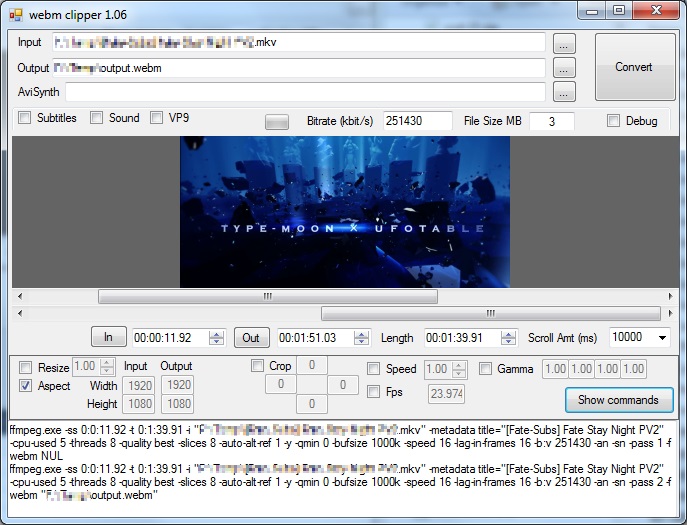 webm clipper 1.06
Input .mkv ...
Output \Temp\output.webm ...
AviSynth ...
Convert
Subtitles Sound VP9 Bitrate (kbit/s) 251430 File Size MB 3 Debug
TYPE-MOON X UFOTABLE
In 00:00:11.92 Out 00:01:51.03 Length 00:01:39.91 Scroll Amt (ms) 10000
Resize 1.00 Input Output Crop 0 Speed 1.00 Gamma 1.00 1.00 1.00 1.00
Aspect Width 1920 1920 0 0 Fps 23.974
Height 1080 1080 0 Show commands
ffmpeg.exe -ss 0:0:11.92 -t 0:1:39.91 -i ".mkv" -metadata title="[Fate-Subs] Fate Stay Night PV2"
-cpu-used 5 -threads 8 -quality best -slices 8 -auto-alt-ref 1 -y -qmin 0 -bufsize 1000k -speed 16 -lag-in-frames 16 -b:v 251430 -an -sn -pass 1 -f
webm NUL
ffmpeg.exe -ss 0:0:11.92 -t 0:1:39.91 -i ".mkv" -metadata title="[Fate-Subs] Fate Stay Night PV2"
-cpu-used 5 -threads 8 -quality best -slices 8 -auto-alt-ref 1 -y -qmin 0 -bufsize 1000k -speed 16 -lag-in-frames 16 -b:v 251430 -an -sn -pass 2 -f
webm "\output.webm"